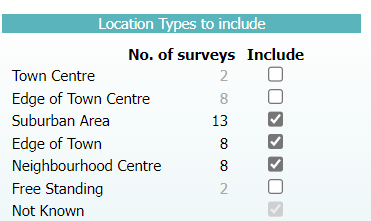 Location Types to include
No. of surveys Include
Town Centre 2
Edge of Town Centre 8
Suburban Area 13
Edge of Town 8
Neighbourhood Centre 8
Free Standing 2
Not Known